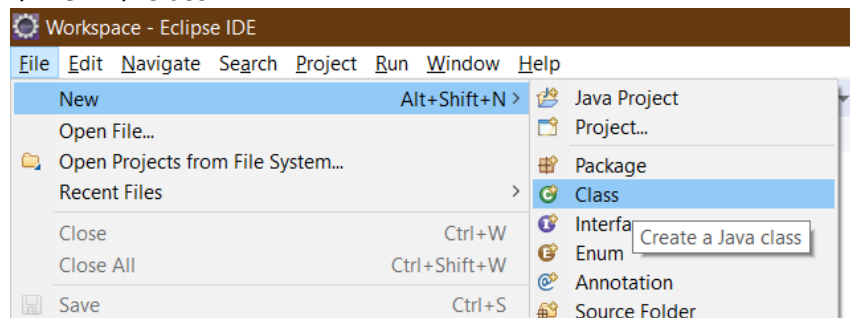 Workspace - Eclipse IDE
File Edit Navigate Search Project Run Window Help
New Alt+Shift+N >
Open File...
Open Projects from File System...
Recent Files >
Close Ctrl+W
Close All Ctrl+Shift+W
Save Ctrl+S
Java Project
Project...
Package
Class
Interfa
Create a Java class
Enum
Annotation
Source Folder